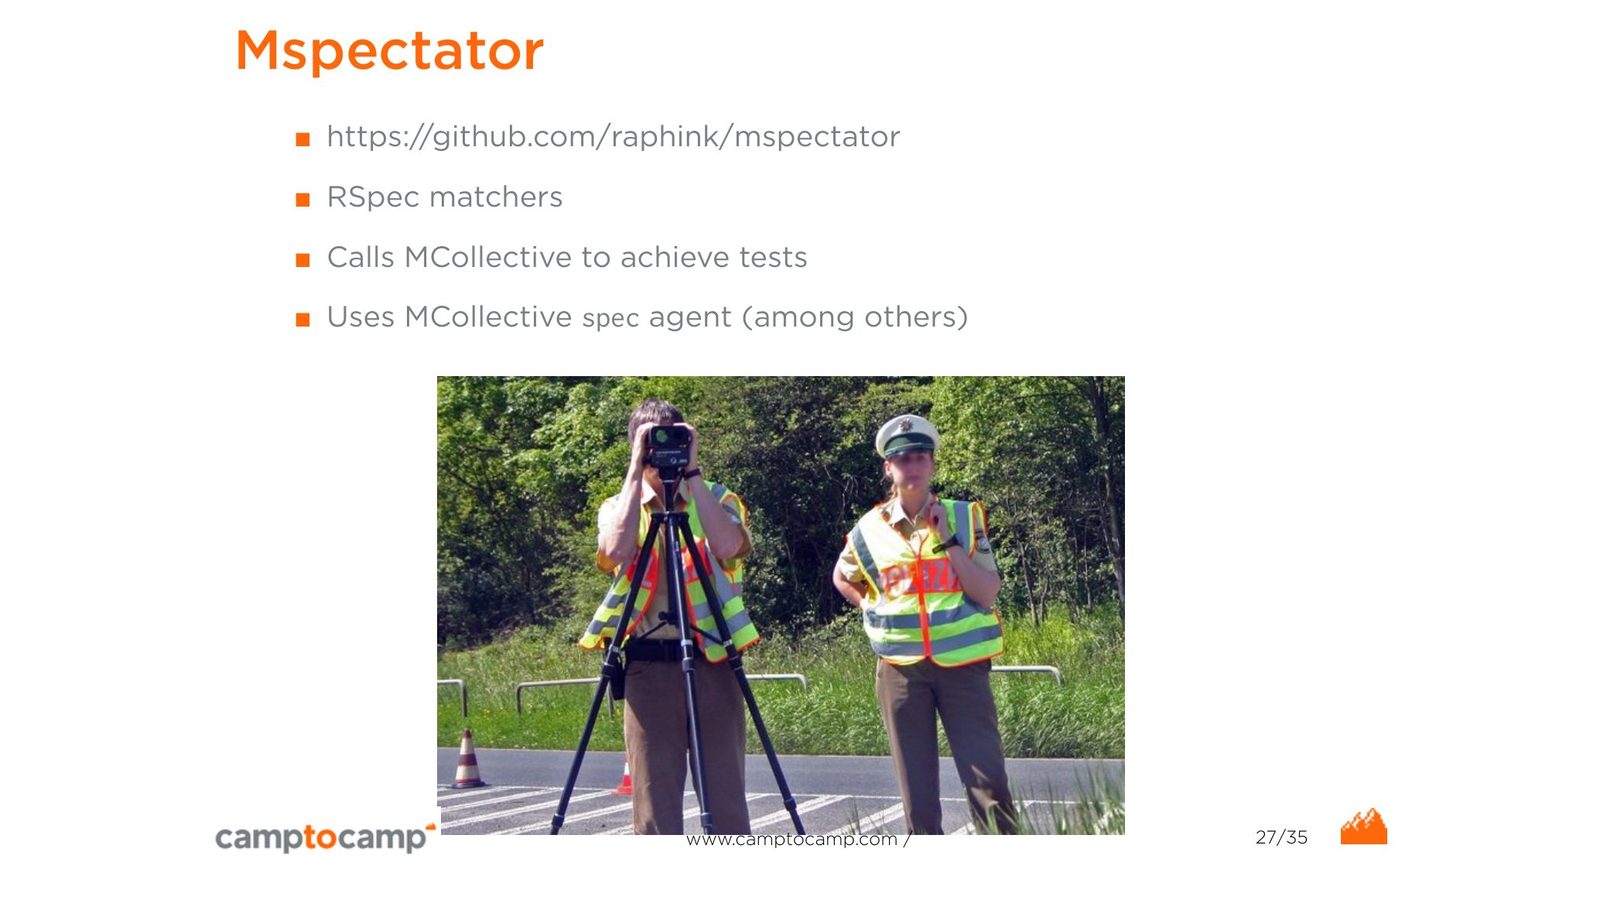 Mspectator
https://github.com/raphink/mspectator
RSpec matchers
Calls MCollective to achieve tests
Uses MCollective spec agent (among others)
POLIZEI
camptocamp
www.camptocamp.com /
27/35